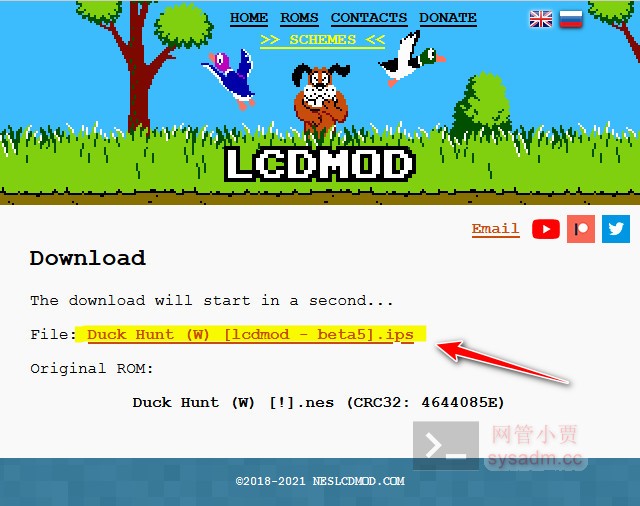 HOME ROMS CONTACTS DONATE
>> SCHEMES <<
LCDMOD
Email
Download
The download will start in a second...
File: Duck Hunt (W) [lcdmod - beta5].ips
Original ROM:
Duck Hunt (W) [!].nes (CRC32: 4644085E)
网管小贾
sysadm.cc
©2018-2021 NESLCDMOD.COM